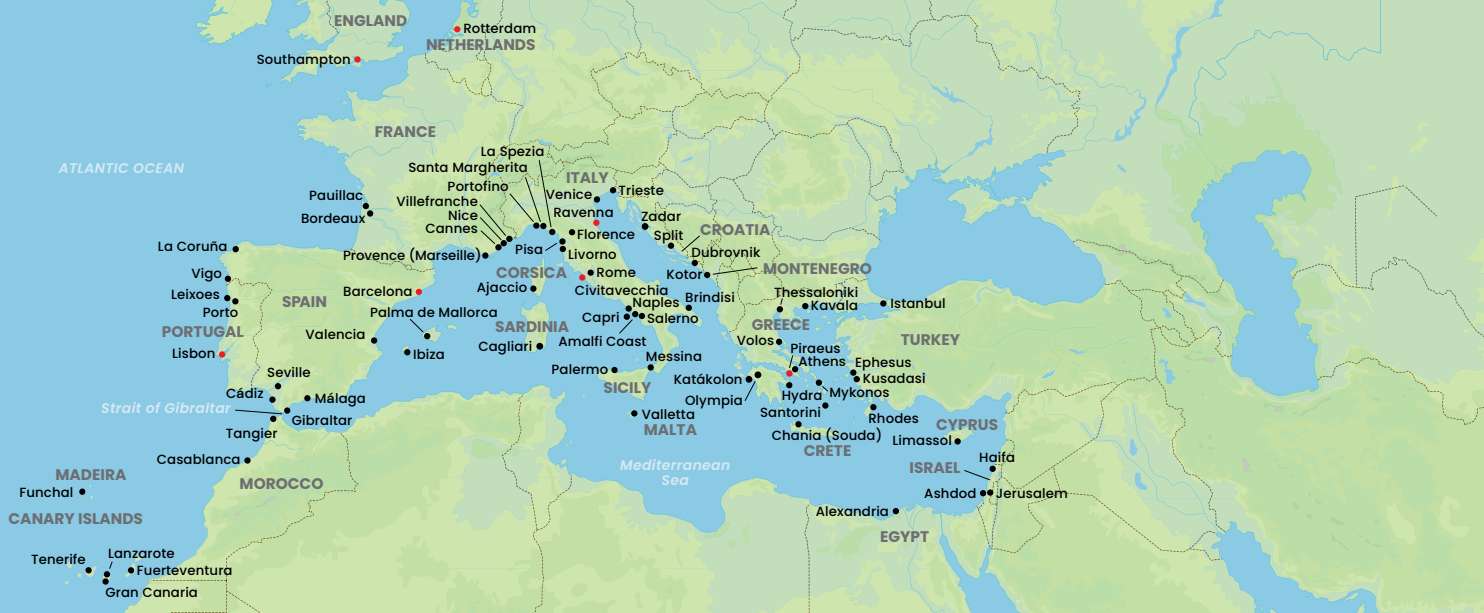 ENGLAND
Rotterdam
NETHERLANDS
Southampton
FRANCE
ATLANTIC OCEAN
La Spezia
Santa Margherita
Portofino
Villefranche
Nice
Cannes
Provence (Marseille)
ITALY
Trieste
Venice
Ravenna
Florence
Pisa
Livorno
Zadar
Split
CROATIA
Dubrovnik
Kotor
MONTENEGRO
Pauillac
Bordeaux
La Coruña
Vigo
Leixoes
Porto
SPAIN
PORTUGAL
Lisbon
Barcelona
Palma de Mallorca
Valencia
Ibiza
CORSICA
Ajaccio
Rome
Civitavecchia
Naples
Capri
Salerno
Amalfi Coast
Brindisi
SARDINIA
Cagliari
Messina
Palermo
SICILY
Valletta
MALTA
Thessaloniki
Kavala
Istanbul
GREECE
Volos
TURKEY
Piraeus
Athens
Ephesus
Kusadasi
Katákolon
Olympia
Hydra
Mykonos
Santorini
Rhodes
Chania (Souda)
CRETE
CYPRUS
Limassol
Seville
Cádiz
Málaga
Strait of Gibraltar
Gibraltar
Tangier
Casablanca
MOROCCO
MADEIRA
Funchal
CANARY ISLANDS
Tenerife
Lanzarote
Fuerteventura
Gran Canaria
Mediterranean
Sea
Haifa
ISRAEL
Ashdod
Jerusalem
Alexandria
EGYPT